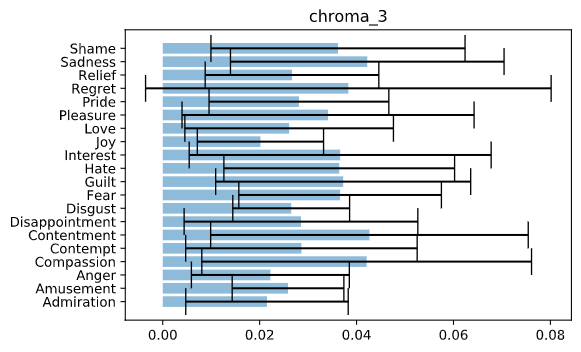 chroma_3
Shame
Sadness
Relief
Regret
Pride
Pleasure
Love
Joy
Interest
Hate
Guilt
Fear
Disgust
Disappointment
Contentment
Contempt
Compassion
Anger
Amusement
Admiration
0.00 0.02 0.04 0.06 0.08